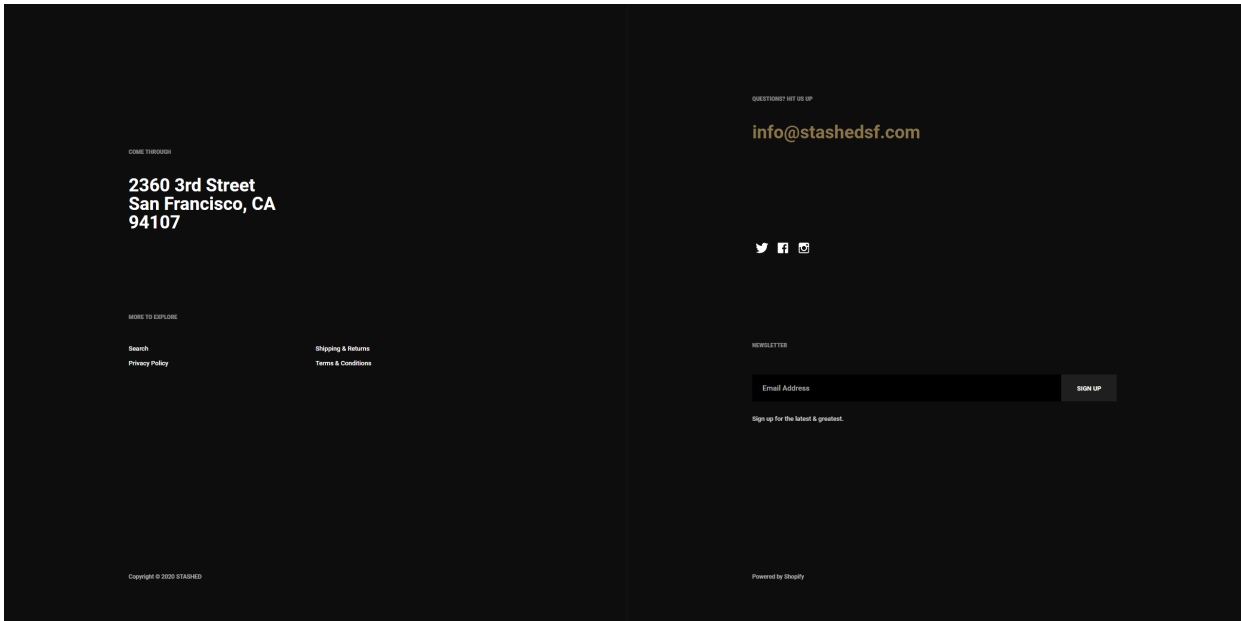 COME THROUGH
2360 3rd Street
San Francisco, CA
94107
MORE TO EXPLORE
Search
Shipping & Returns
Privacy Policy
Terms & Conditions
Copyright © 2020 STASHED
QUESTIONS? HIT US UP
info@stashedsf.com
NEWSLETTER
Email Address
SIGN UP
Sign up for the latest & greatest.
Powered by Shopify